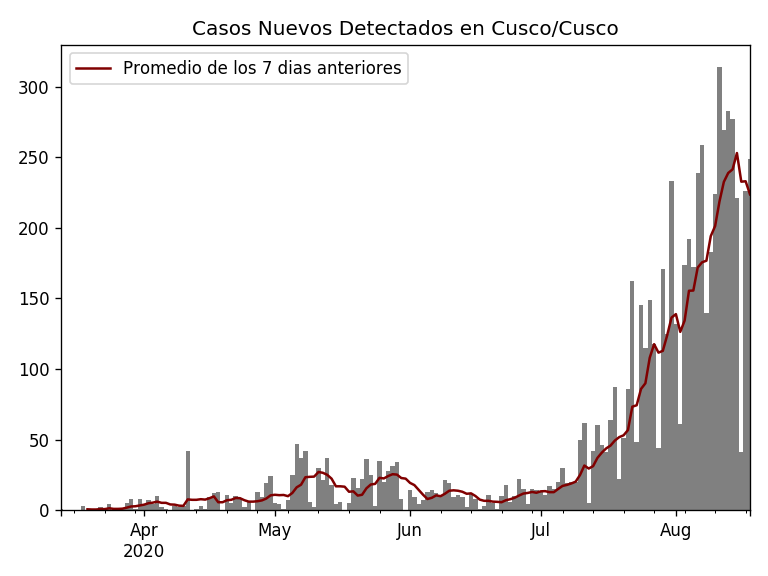 Casos Nuevos Detectados en Cusco/Cusco
Promedio de los 7 dias anteriores
300
250
200
150
100
50
0
Apr May Jun Jul Aug
2020